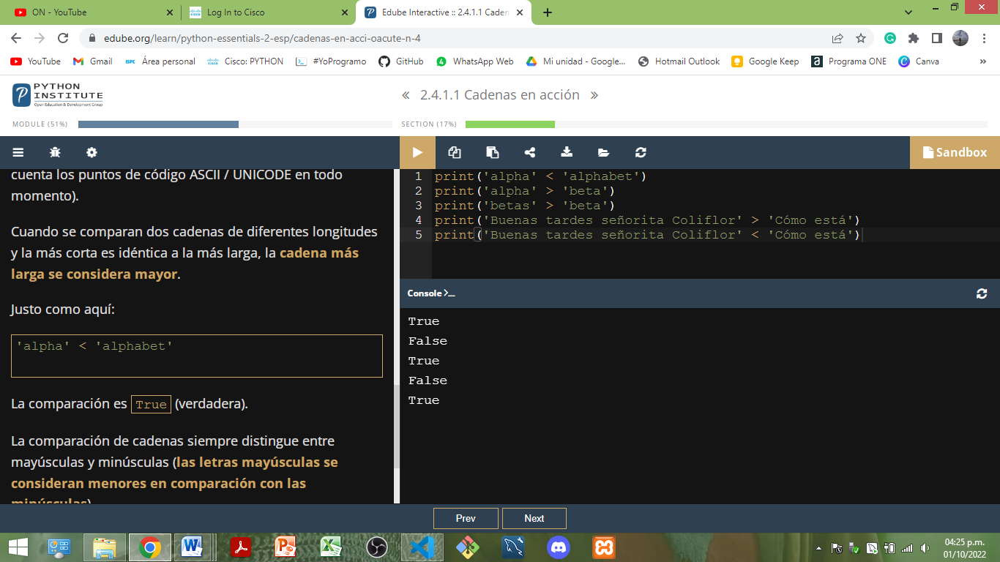 ON - YouTube
Log In to Cisco
Edube Interactive :: 2.4.1.1 Caden
edube.org/learn/python-essentials-2-esp/cadenas-en-acci-oacute-n-4
YouTube Gmail Área personal Cisco: PYTHON #YoProgramo GitHub WhatsApp Web Mi unidad - Google... Hotmail Outlook Google Keep Programa ONE Canva »
PYTHON
INSTITUTE
Open Education & Development Group
« 2.4.1.1 Cadenas en acción »
MODULE (51%)
SECTION (17%)
Sandbox
cuenta los puntos de código ASCII / UNICODE en todo
momento).
Cuando se comparan dos cadenas de diferentes longitudes
y la más corta es idéntica a la más larga, la cadena más
larga se considera mayor.
Justo como aquí:
'alpha' < 'alphabet'
La comparación es True (verdadera).
La comparación de cadenas siempre distingue entre
mayúsculas y minúsculas (las letras mayúsculas se
consideran menores en comparación con las
minúsculas)
1 print('alpha' < 'alphabet')
2 print('alpha' > 'beta')
3 print('betas' > 'beta')
4 print('Buenas tardes señorita Coliflor' > 'Cómo está')
5 print('Buenas tardes señorita Coliflor' < 'Cómo está')
Console >_
True
False
True
False
True
Prev
Next
04:25 p.m.
01/10/2022